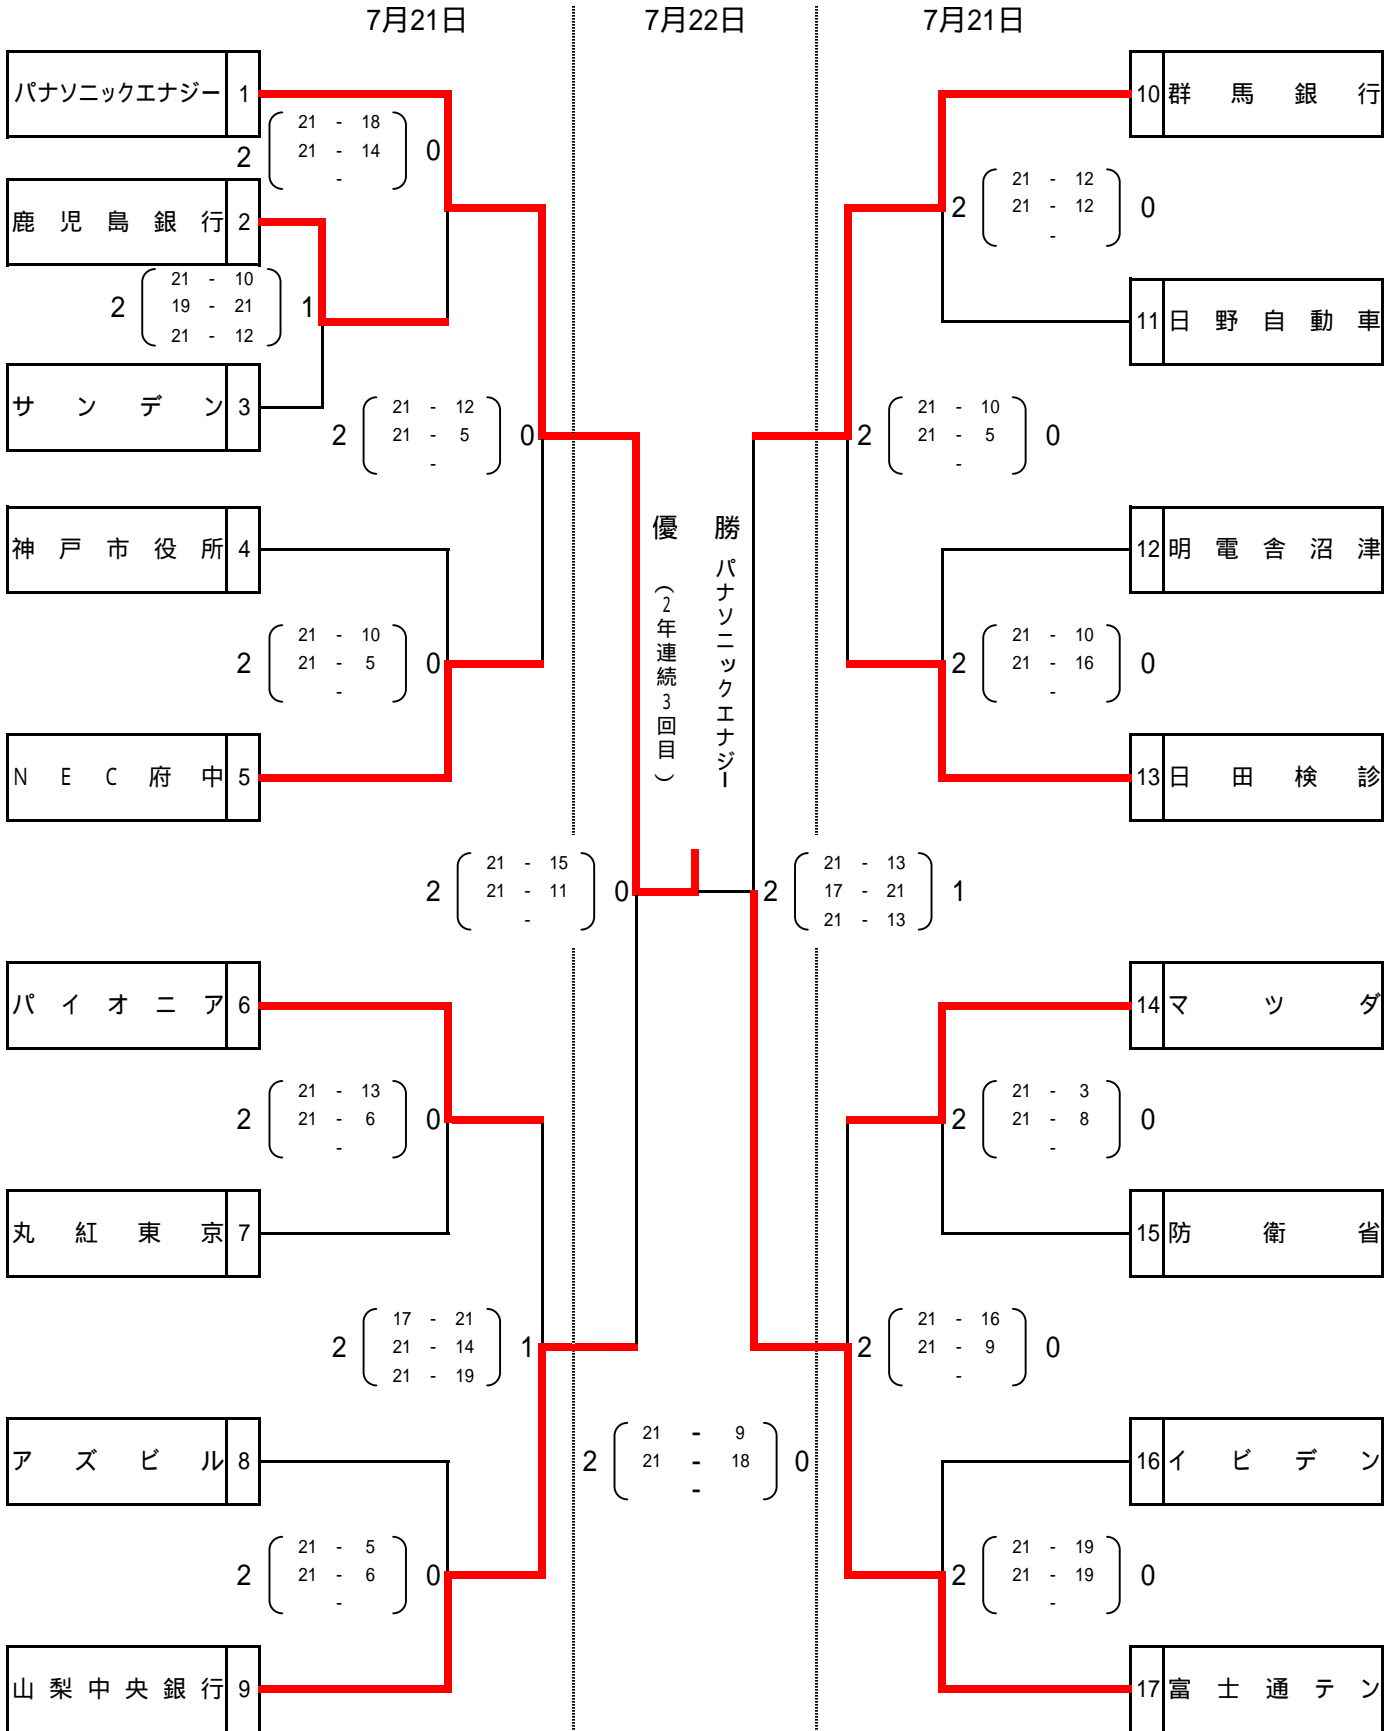 7月21日 7月22日 7月21日
パナソニックエナジー 1
2 21 - 18 0
21 - 14
-
鹿児島銀行 2
2 21 - 10 1
19 - 21
21 - 12
サンデン 3
2 21 - 12 0
21 - 5
-
神戸市役所 4
2 21 - 10 0
21 - 5
-
NEC府中 5
2 21 - 15 0
21 - 11
-
パイオニア 6
2 21 - 13 0
21 - 6
-
丸紅東京 7
2 17 - 21 1
21 - 14
21 - 19
アズビル 8
2 21 - 5 0
21 - 6
-
山梨中央銀行 9
優勝
パナソニックエナジー
(2年連続3回目)
2 21 - 9 0
21 - 18
-
10 群馬銀行
2 21 - 12 0
21 - 12
-
11 日野自動車
2 21 - 10 0
21 - 5
-
12 明電舎沼津
2 21 - 10 0
21 - 16
-
13 日田検診
2 21 - 13 1
17 - 21
21 - 13
14 マツダ
2 21 - 3 0
21 - 8
-
15 防衛省
2 21 - 16 0
21 - 9
-
16 イビデン
2 21 - 19 0
21 - 19
-
17 富士通テン